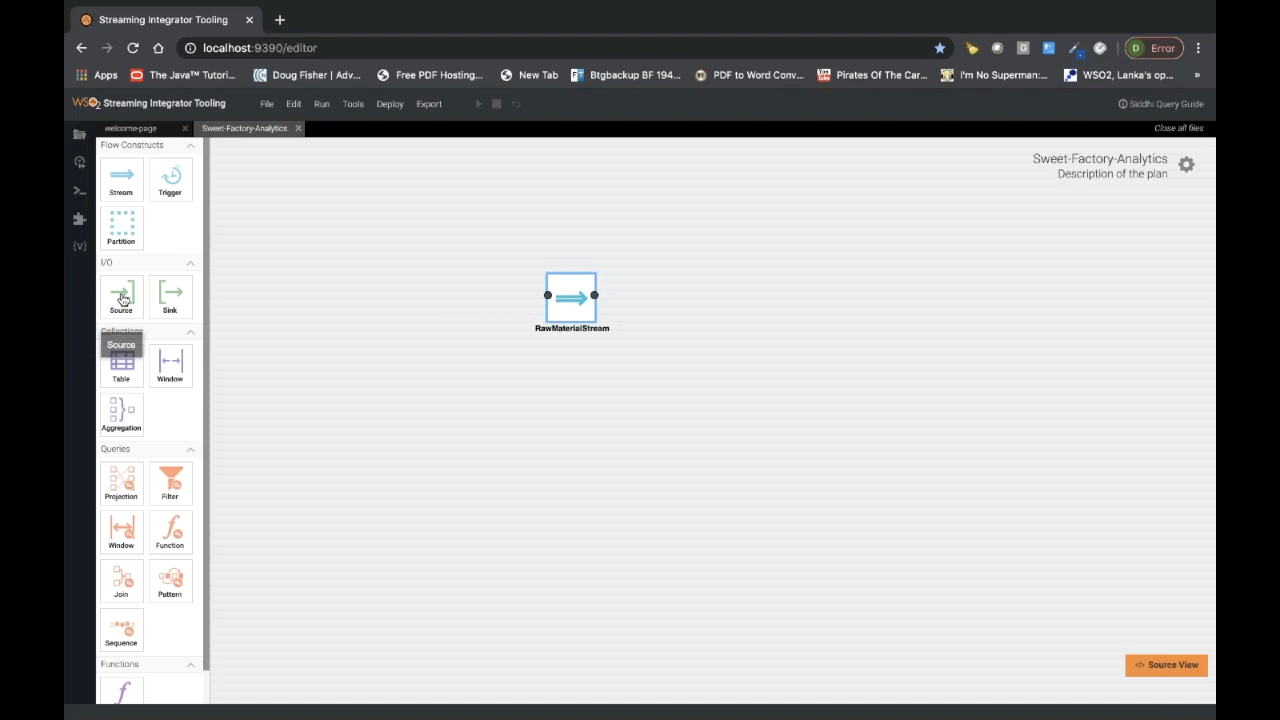 Streaming Integrator Tooling
localhost:9390/editor
D Error
Apps
The Java™ Tutori...
Doug Fisher | Adv...
Free PDF Hosting...
New Tab
Btgbackup BF 194...
PDF to Word Conv...
Pirates Of The Car...
I'm No Superman:...
WSO2, Lanka's op...
»
WSO2 Streaming Integrator Tooling
File
Edit
Run
Tools
Deploy
Export
Siddhi Query Guide
welcome-page
Sweet-Factory-Analytics
Close all files
Flow Constructs
Stream
Trigger
Partition
I/O
Source
Sink
Collections
Source
Table
Window
Aggregation
Queries
Projection
Filter
Window
Function
Join
Pattern
Sequence
Functions
Sweet-Factory-Analytics
Description of the plan
RawMaterialStream
</> Source View